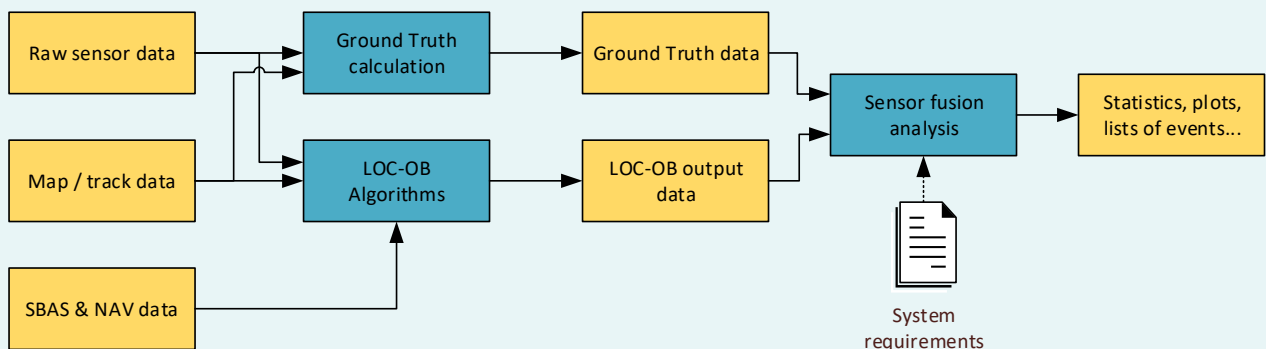 Raw sensor data
Ground Truth
calculation
Ground Truth data
Sensor fusion
analysis
Statistics, plots,
lists of events...
Map / track data
LOC-OB
Algorithms
LOC-OB output
data
SBAS & NAV data
System
requirements